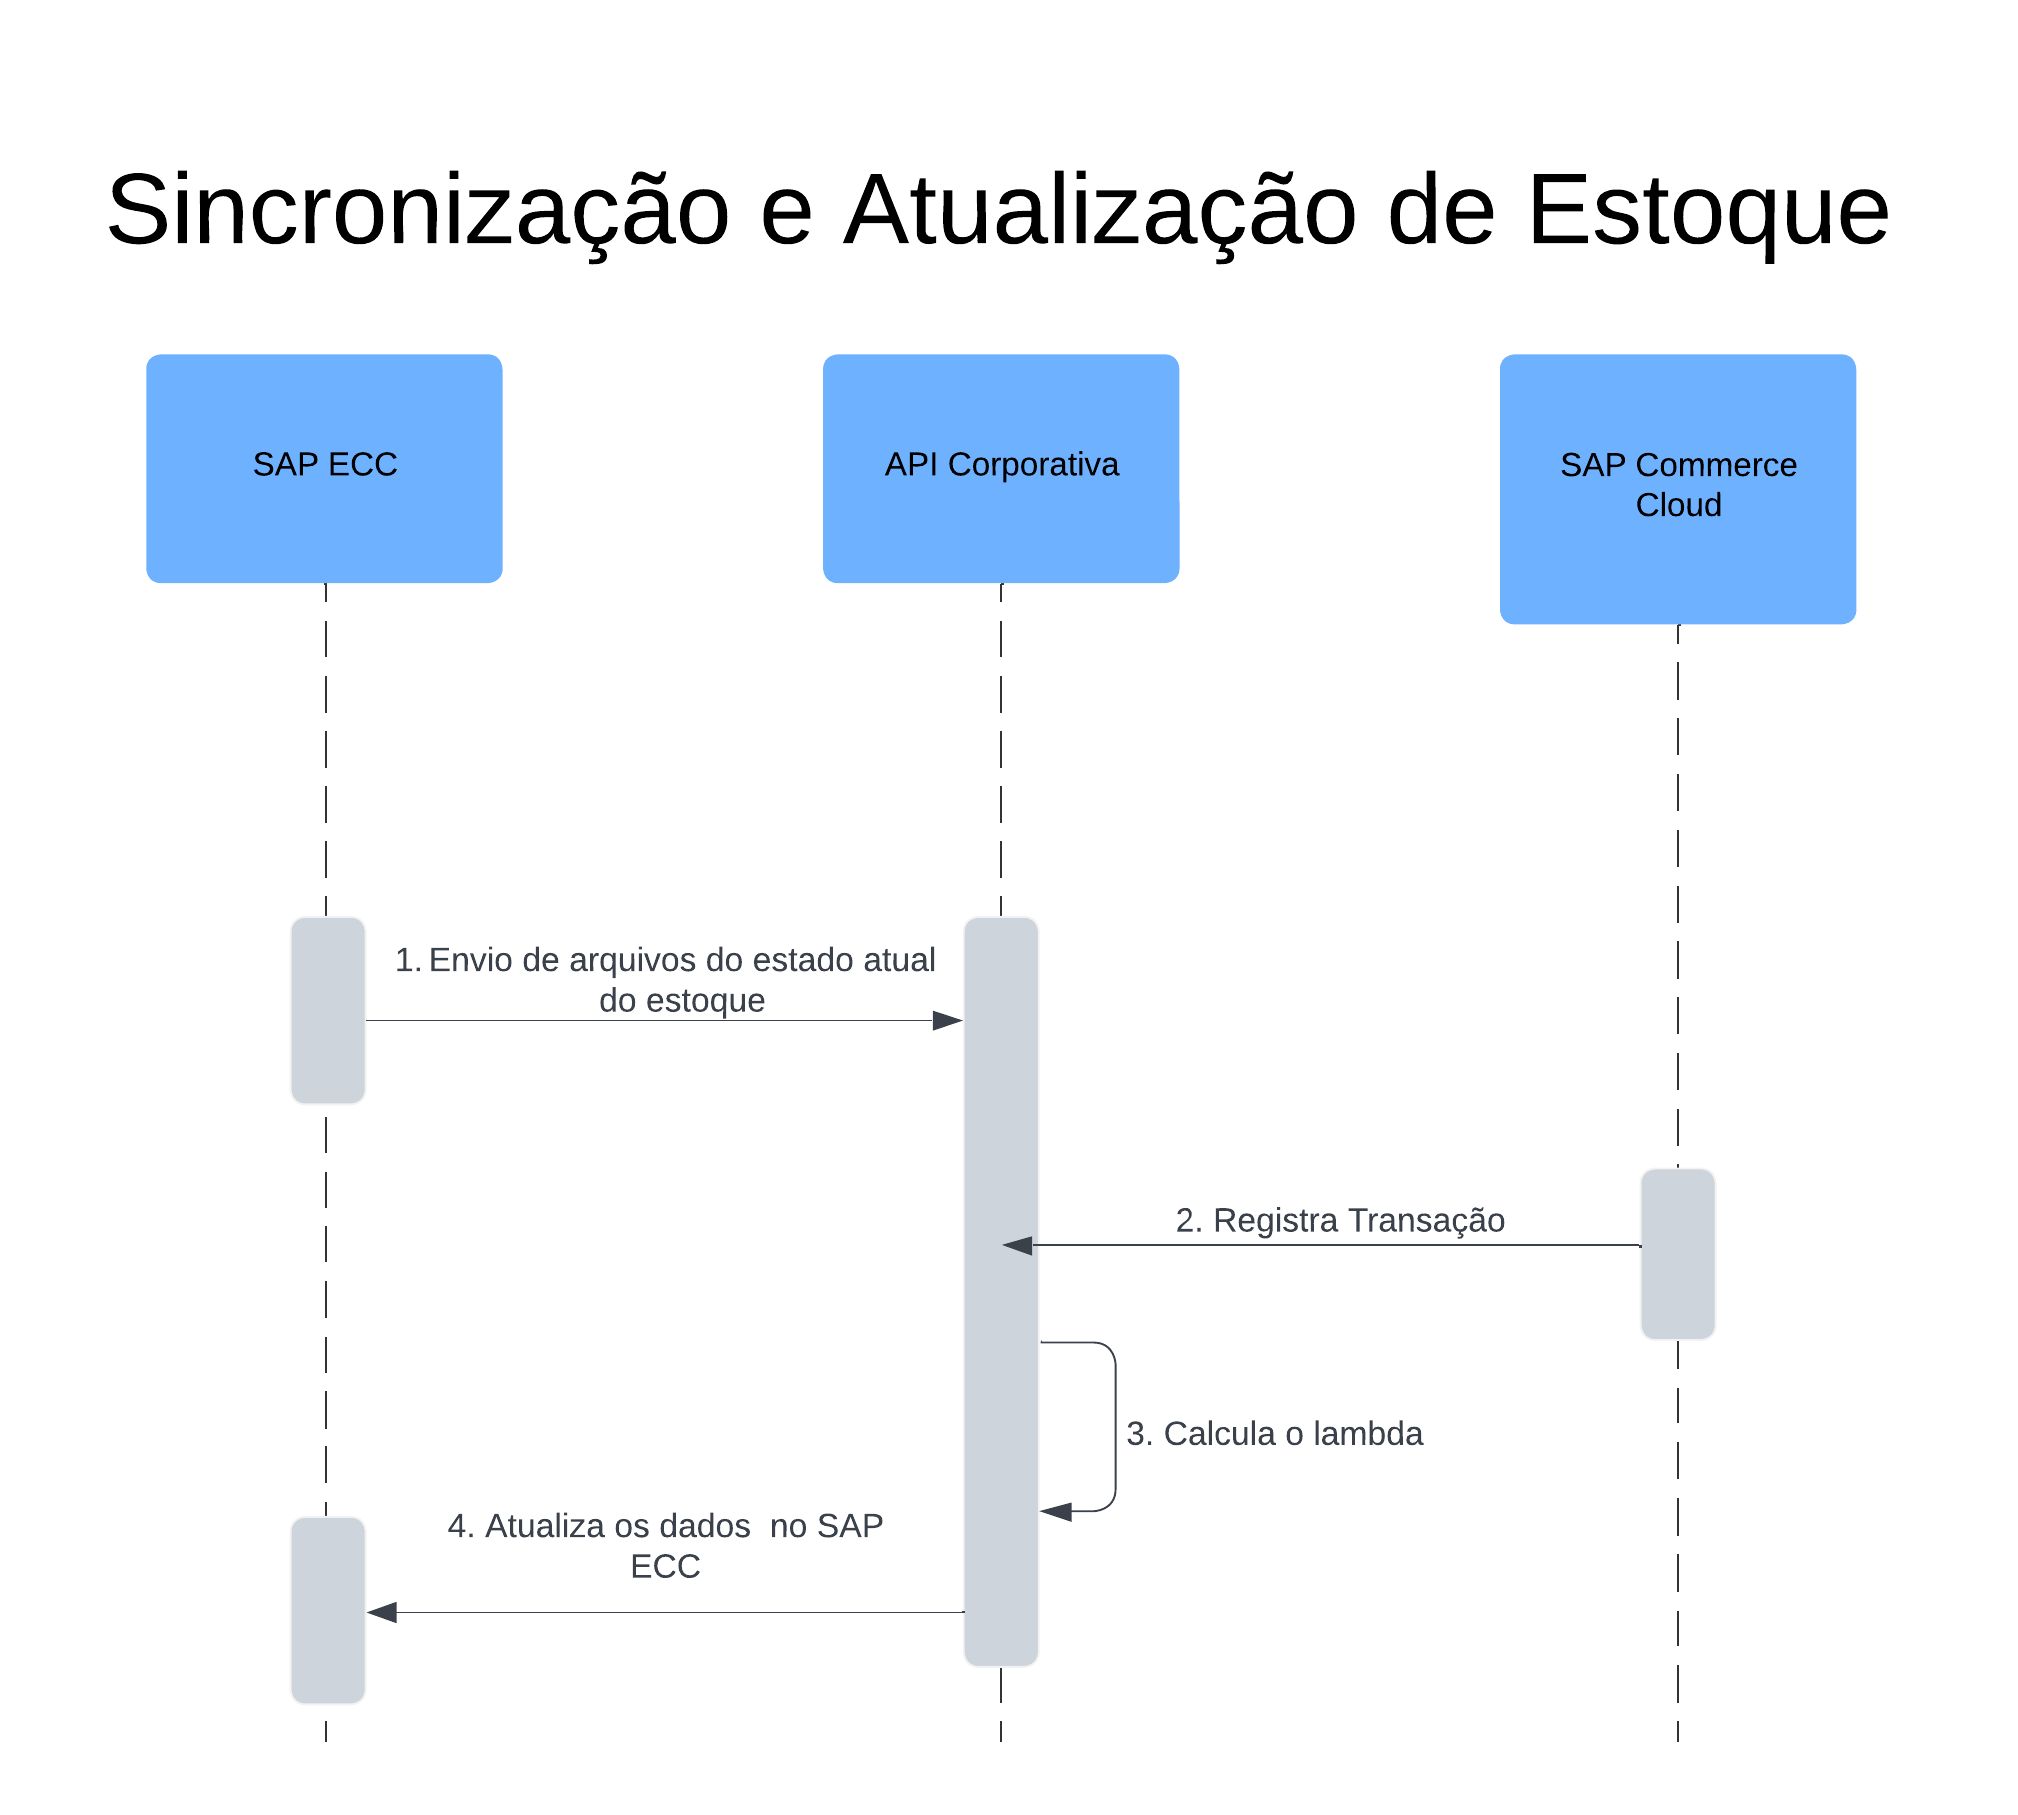 Sincronização e Atualização de Estoque
SAP ECC
API Corporativa
SAP Commerce
Cloud
1. Envio de arquivos do estado atual
do estoque
2. Registra Transação
3. Calcula o lambda
4. Atualiza os dados  no SAP
ECC